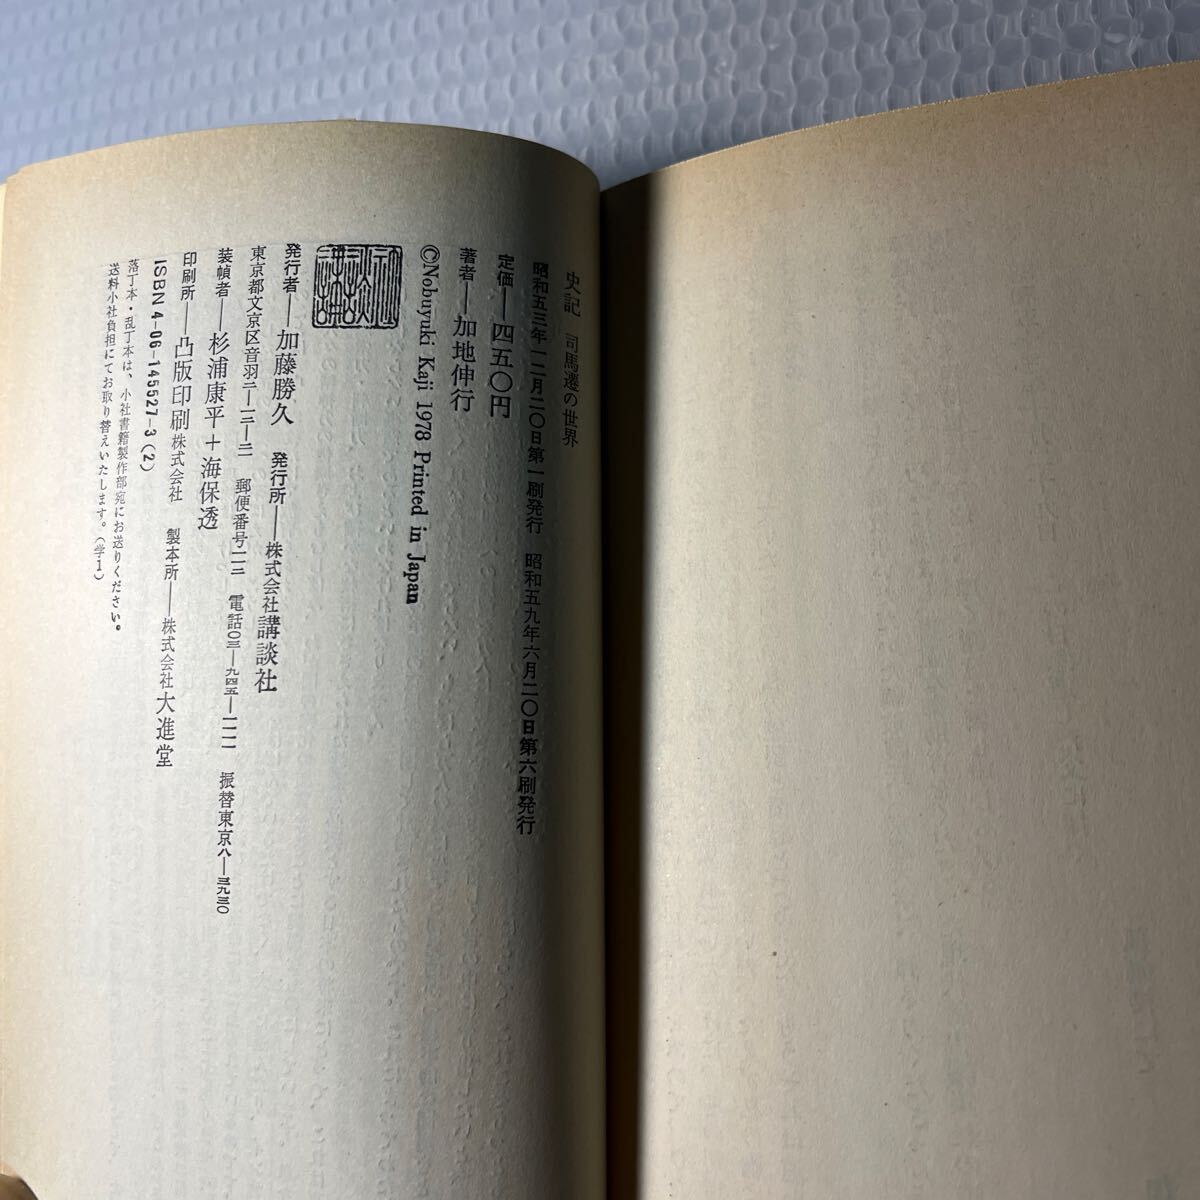 史記 司馬遷の世界
昭和五三年一二月二〇日第一刷発行 昭和五九年六月二〇日第六刷発行
定価―四五〇円
著者―加地伸行
©Nobuyuki Kaji 1978 Printed in Japan
発行者―加藤勝久 発行所―株式会社講談社
東京都文京区音羽二―一二―二一 郵便番号一一二 電話〇三―九四五―一一一一 振替東京八―三九三〇
装幀者―杉浦康平＋海保透
印刷所―凸版印刷株式会社 製本所―株式会社大進堂
ISBN 4-06-145527-3 (2)
落丁本・乱丁本は、小社書籍製作部宛にお送りください。
送料小社負担にてお取り替えいたします。(学1)